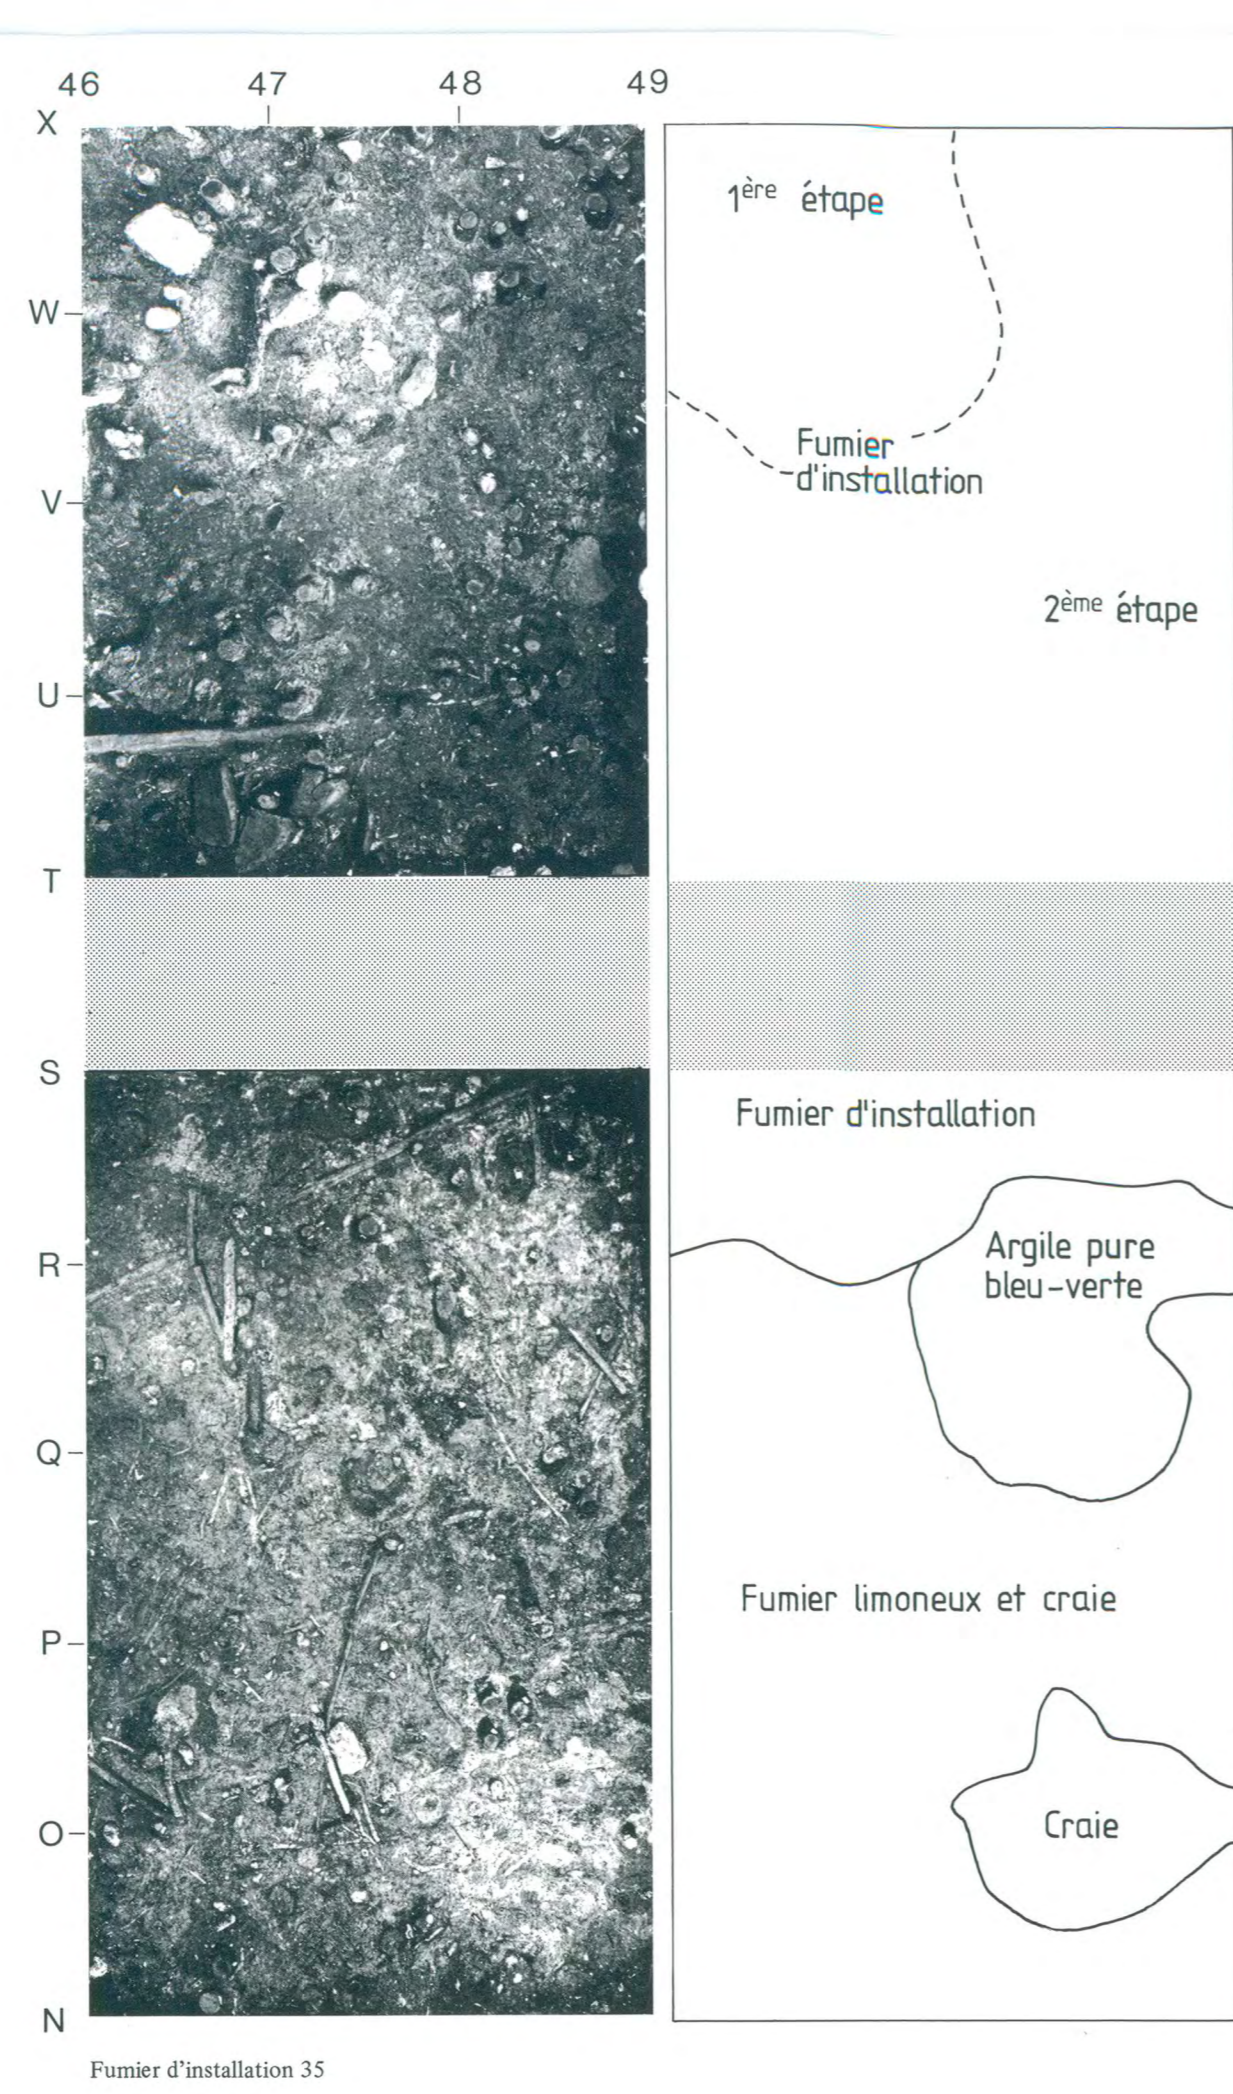 46 47 48 49
X
W
V
U
T
S
R
Q
P
O
N
1ère étape
Fumier
d'installation
2ème étape
Fumier d'installation
Argile pure
bleu-verte
Fumier limoneux et craie
Craie
Fumier d'installation 35